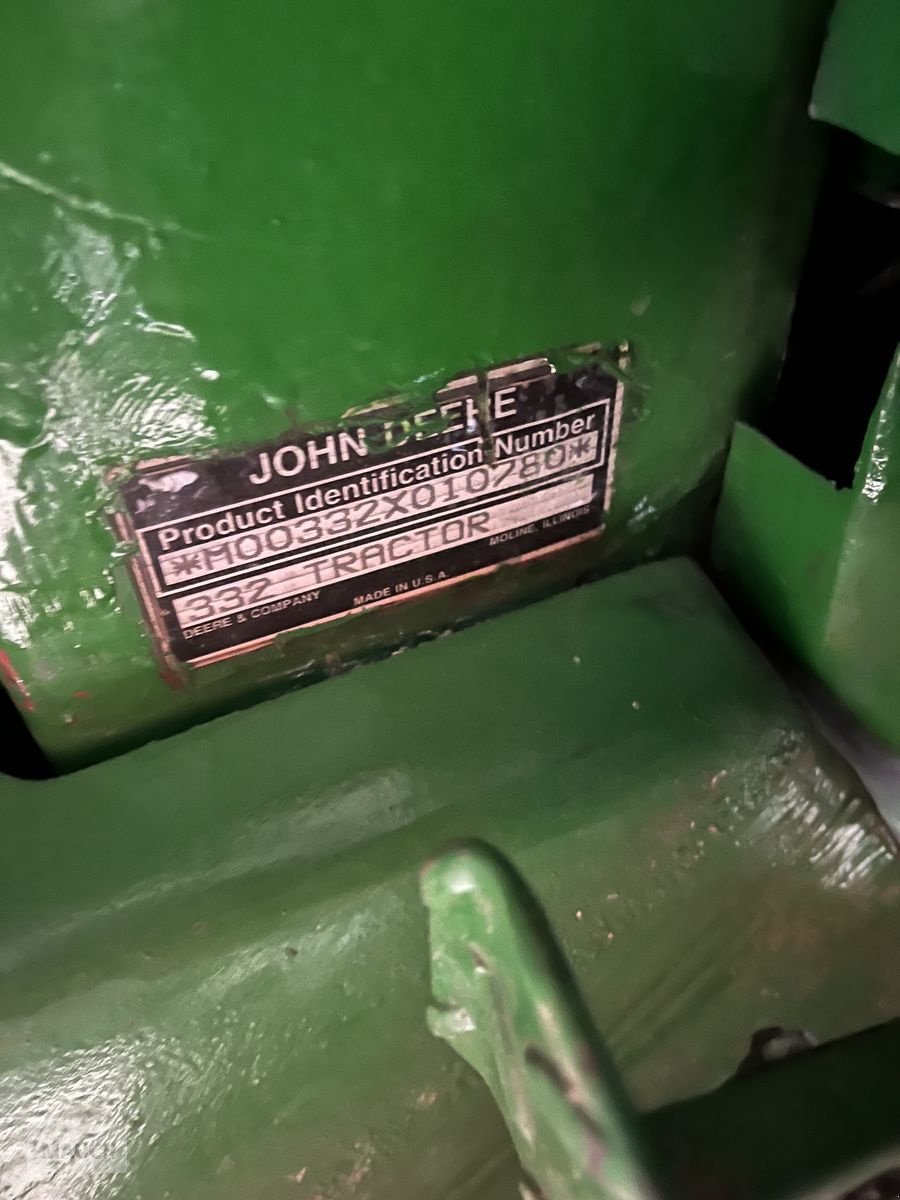 JOHN DEERE
Product Identification Number
*M00332X010780*
332 TRACTOR
DEERE & COMPANY MADE IN U.S.A. MOLINE, ILLINOIS